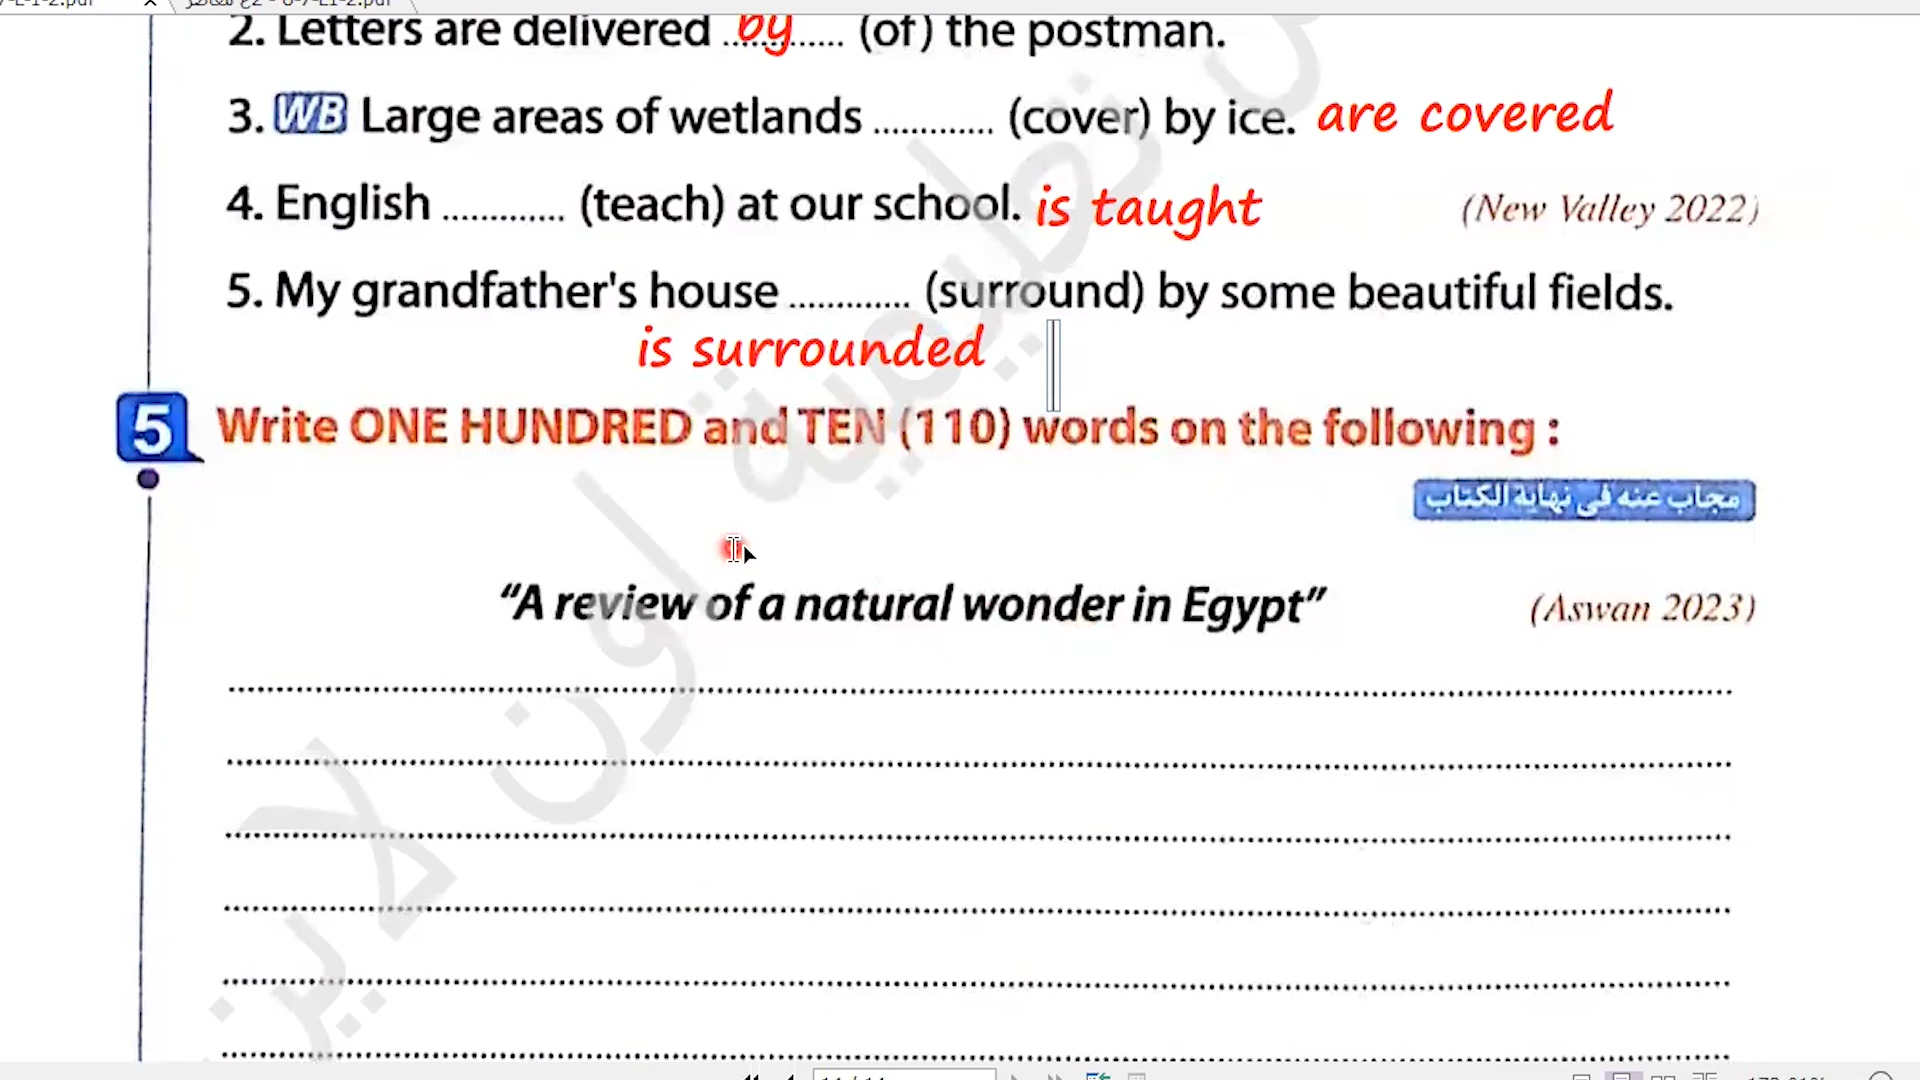 2. Letters are delivered by ............ (of) the postman.
3. WB Large areas of wetlands ............. (cover) by ice. are covered
4. English ............. (teach) at our school. is taught (New Valley 2022)
5. My grandfather's house ............. (surround) by some beautiful fields.
is surrounded
5 Write ONE HUNDRED and TEN (110) words on the following :
مجاب عنه فى نهاية الكتاب
“A review of a natural wonder in Egypt” (Aswan 2023)